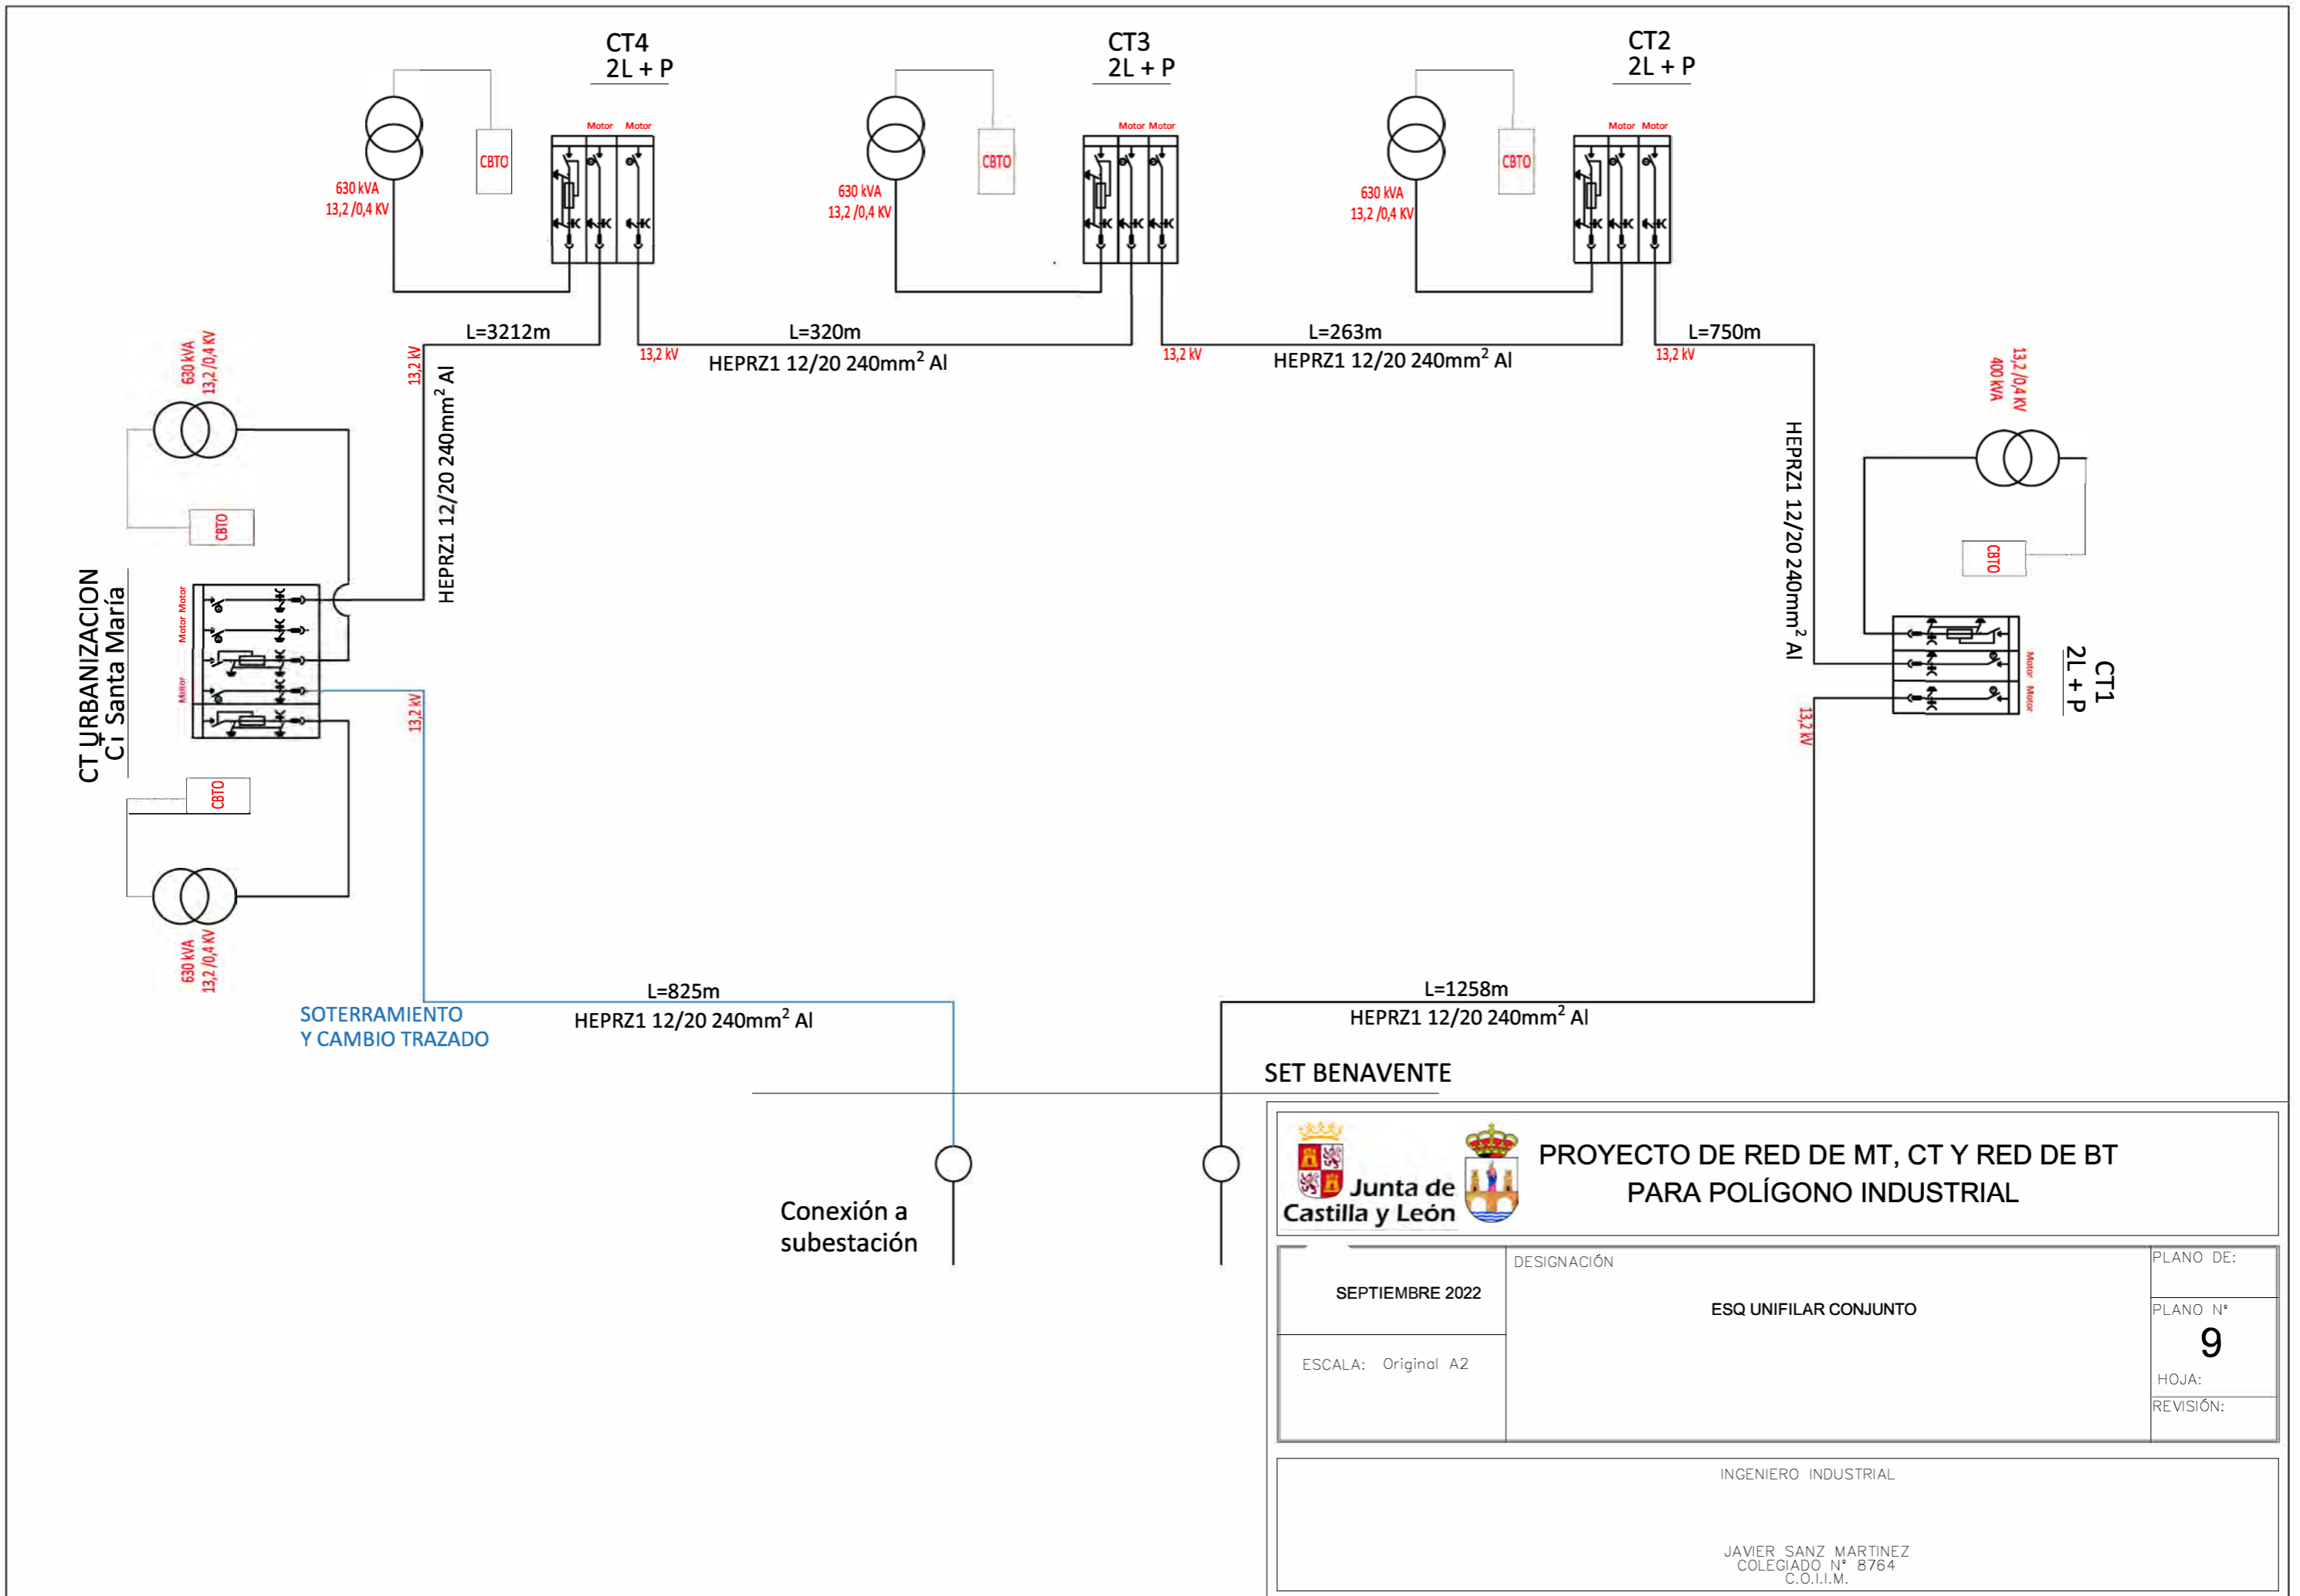 CT4
2L + P
CT3
2L + P
CT2
2L + P
Motor Motor
Motor Motor
Motor Motor
CBTO
CBTO
CBTO
630 kVA
13,2 /0,4 KV
630 kVA
13,2 /0,4 KV
630 kVA
13,2 /0,4 KV
L=3212m
L=320m
L=263m
L=750m
13,2 kV
13,2 kV
13,2 kV
13,2 kV
HEPRZ1 12/20 240mm² Al
HEPRZ1 12/20 240mm² Al
HEPRZ1 12/20 240mm² Al
HEPRZ1 12/20 240mm² Al
630 kVA
13,2 /0,4 KV
CBTO
13,2 /0,4 KV
400 kVA
CBTO
CT URBANIZACION
Santa María
Motor Motor
Motor
CT1
2L + P
Motor Motor
13,2 kV
13,2 kV
CBTO
630 kVA
13,2 /0,4 KV
SOTERRAMIENTO
Y CAMBIO TRAZADO
L=825m
HEPRZ1 12/20 240mm² Al
L=1258m
HEPRZ1 12/20 240mm² Al
SET BENAVENTE
Conexión a
subestación
Junta de
Castilla y León
PROYECTO DE RED DE MT, CT Y RED DE BT
PARA POLÍGONO INDUSTRIAL
SEPTIEMBRE 2022
ESCALA: Original A2
DESIGNACIÓN
ESQ UNIFILAR CONJUNTO
PLANO DE:
PLANO Nº
9
HOJA:
REVISIÓN:
INGENIERO INDUSTRIAL
JAVIER SANZ MARTINEZ
COLEGIADO Nº 8764
C.O.I.I.M.